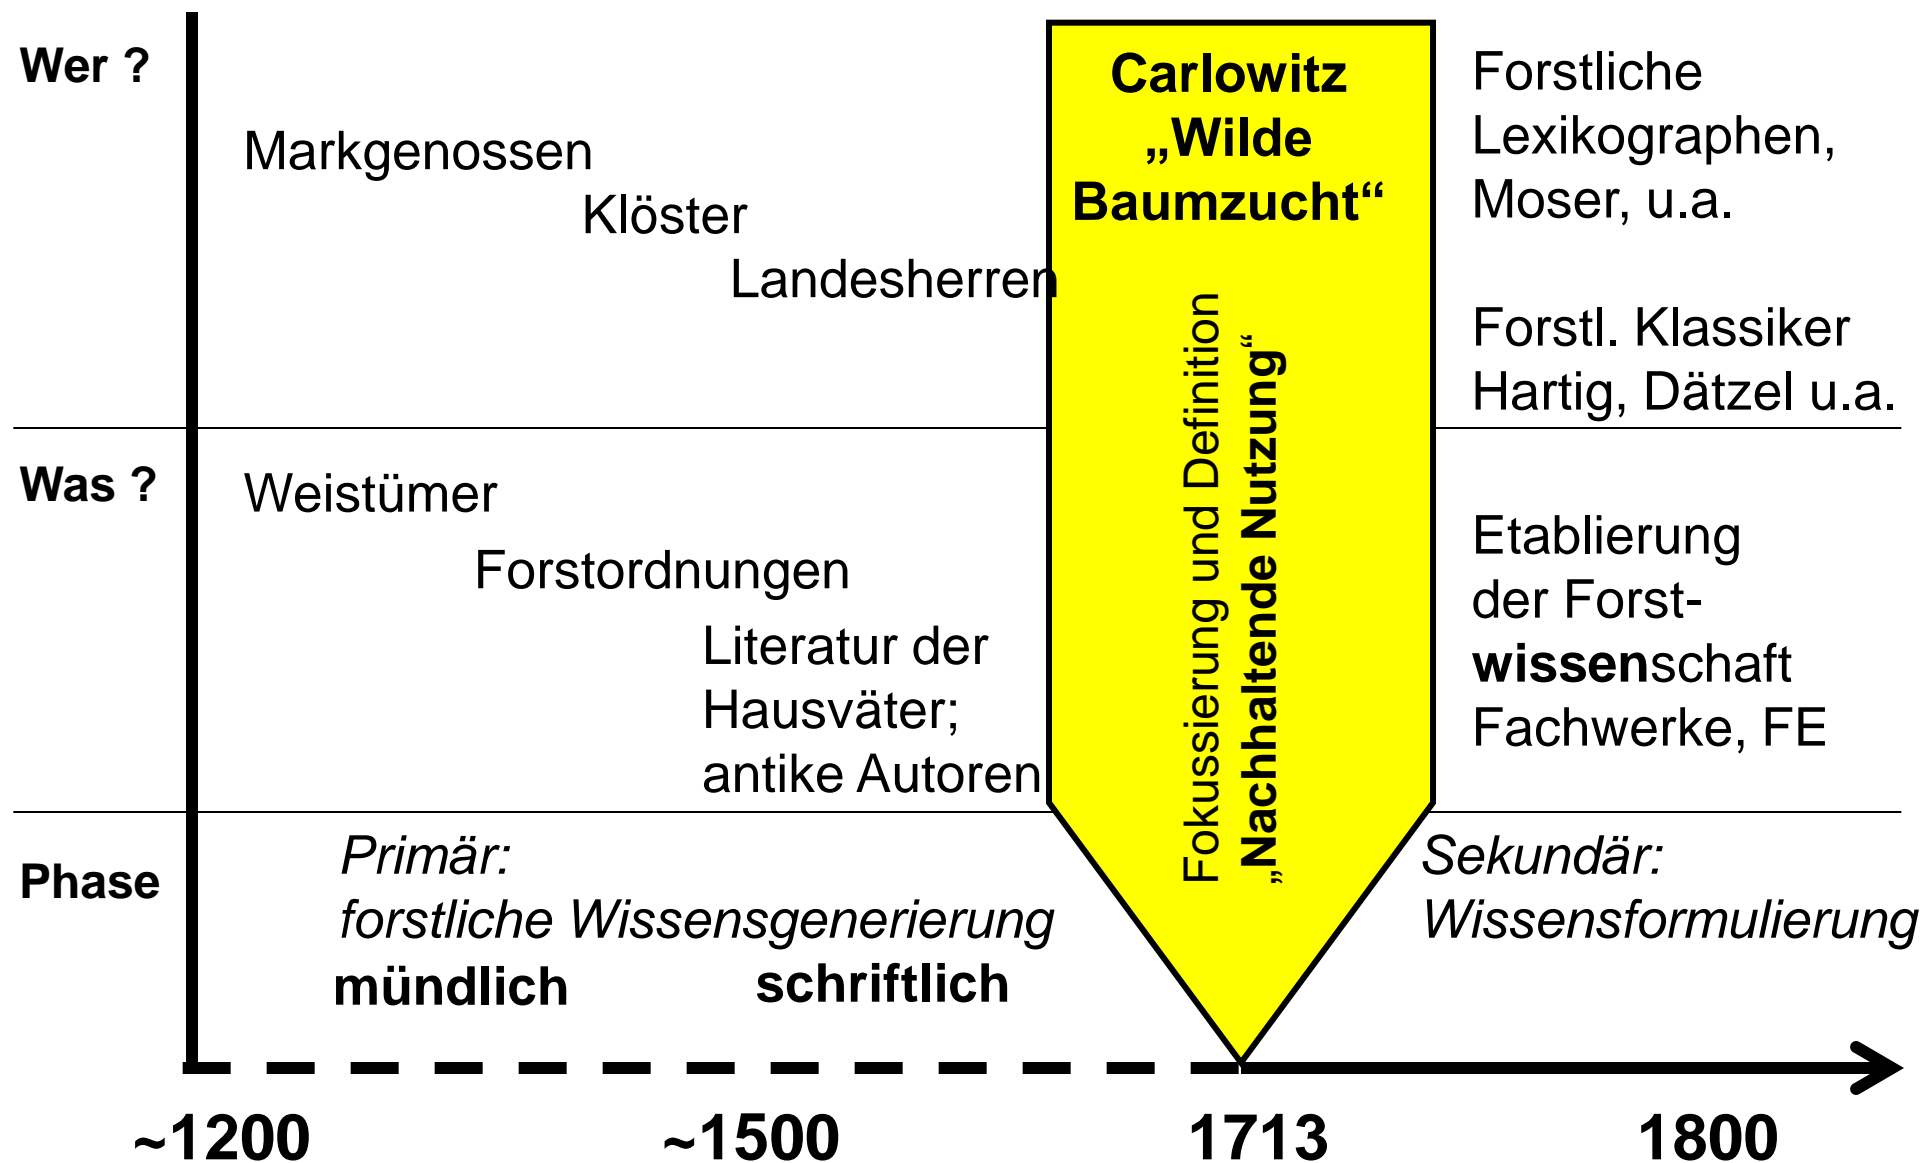 Wer ?
Markgenossen
Klöster
Landesherren
Carlowitz
„Wilde
Baumzucht“
Forstliche
Lexikographen,
Moser, u.a.
Forstl. Klassiker
Hartig, Dätzel u.a.
Fokussierung und Definition
„Nachhaltende Nutzung“
Was ?
Weistümer
Forstordnungen
Literatur der
Hausväter;
antike Autoren
Etablierung
der Forst-
wissenschaft
Fachwerke, FE
Phase
Primär:
forstliche Wissensgenerierung
mündlich schriftlich
Sekundär:
Wissensformulierung
~1200 ~1500 1713 1800